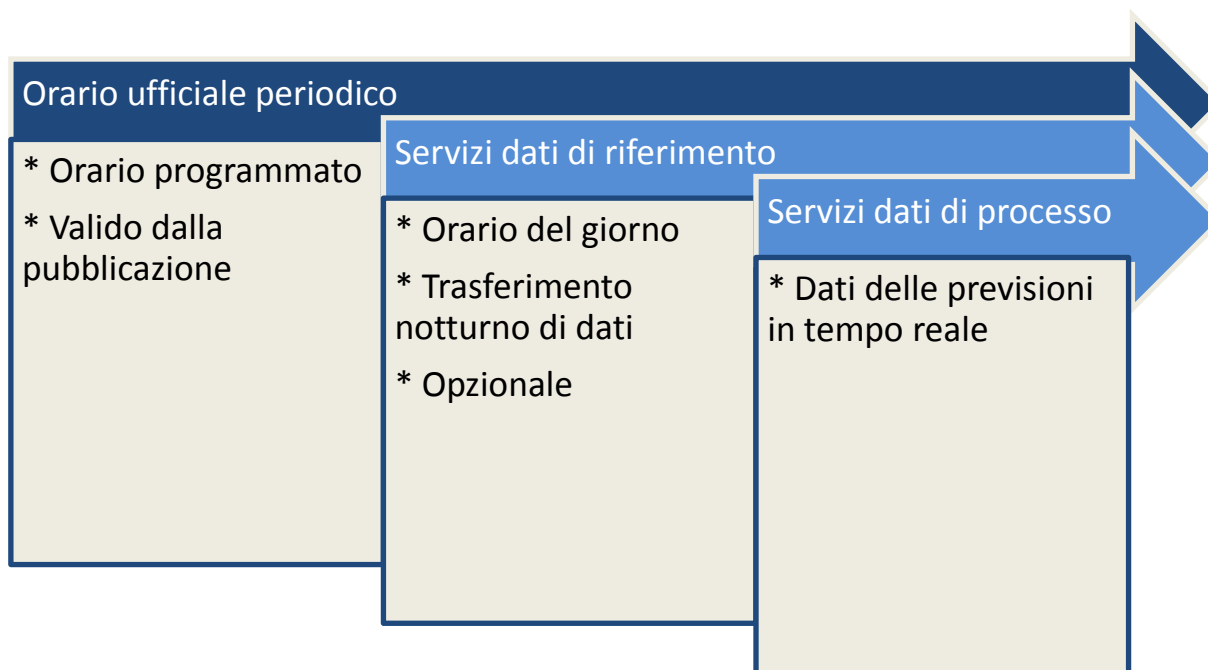 Orario ufficiale periodico
* Orario programmato
* Valido dalla
pubblicazione
Servizi dati di riferimento
* Orario del giorno
* Trasferimento
notturno di dati
* Opzionale
Servizi dati di processo
* Dati delle previsioni
in tempo reale